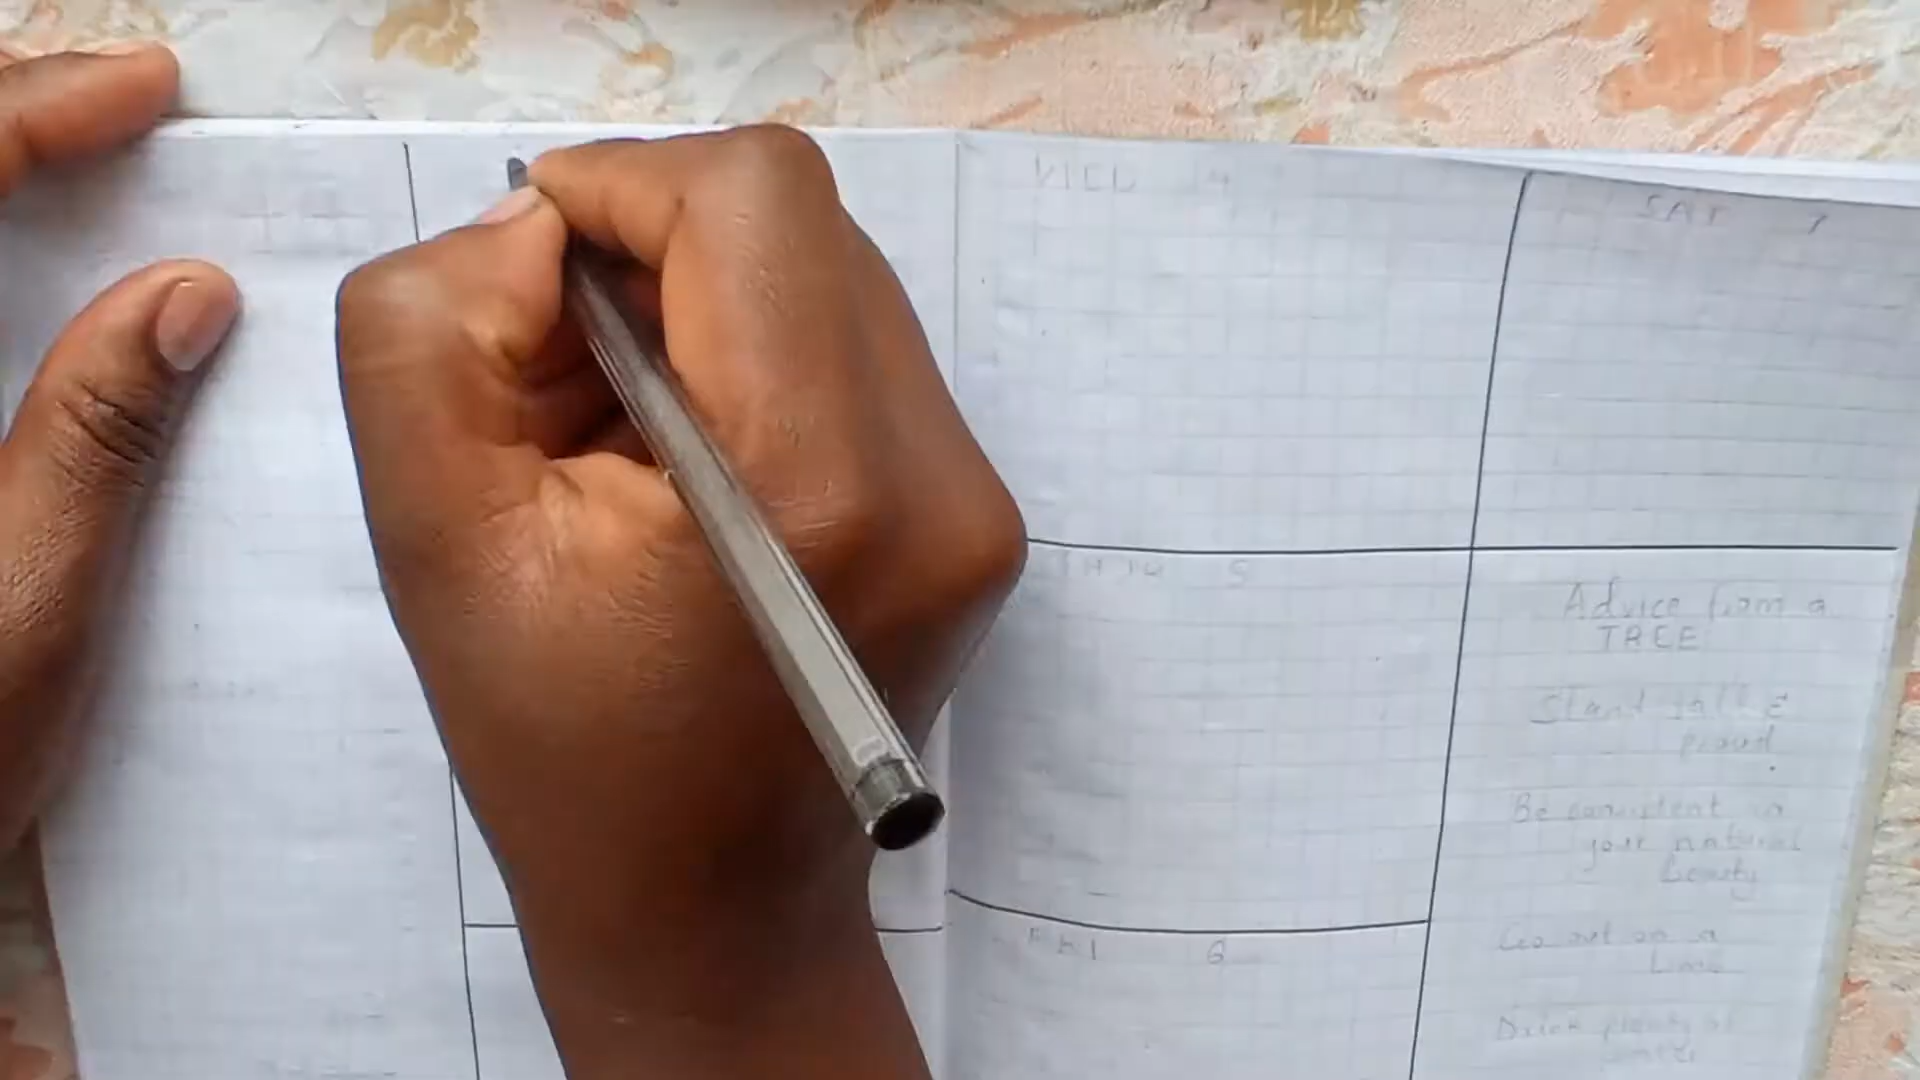 WED 4
SAT 7
THU 5
Advice from a
TREE
Stand tall &
proud
Be consistent in
your natural
beauty
FRI 6
Go out on a
Limb
Drink plenty of
water